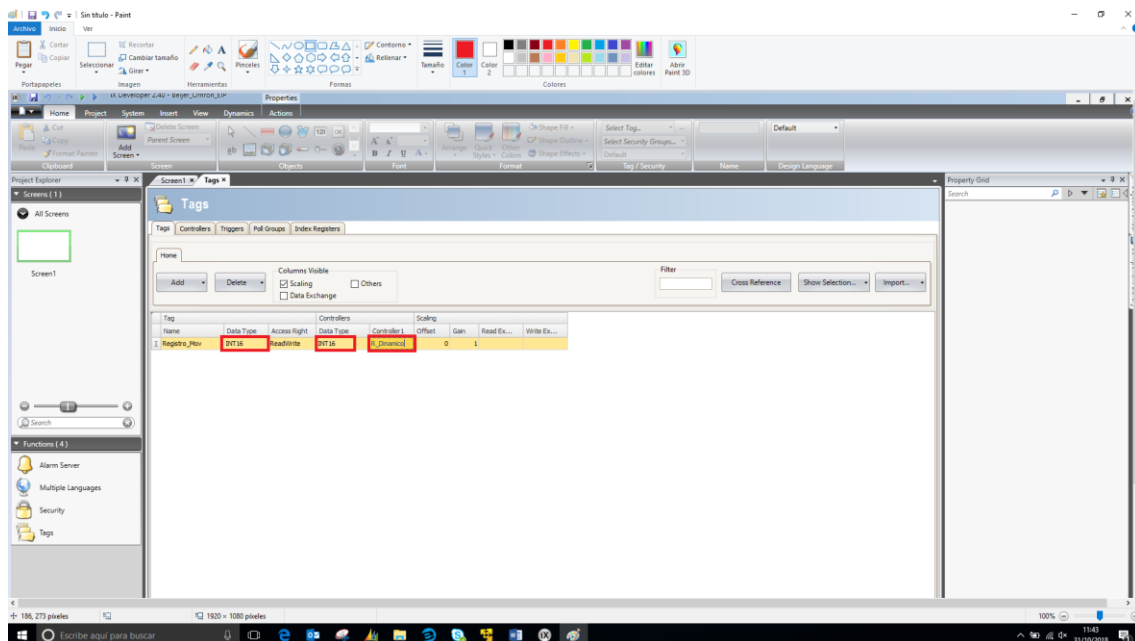 Sin título - Paint
Archivo Inicio Ver
Pegar
Cortar
Copiar
Portapapeles
Seleccionar
Recortar
Cambiar tamaño
Girar
Imagen
Herramientas
Pinceles
Formas
Contorno
Rellenar
Tamaño
Color 1
Color 2
Colores
Editar colores
Abrir Paint 3D
Properties
Home Project System Insert View Dynamics Actions
Paste
Cut
Copy
Format Painter
Clipboard
Add Screen
Delete Screen
Parent Screen
Screen
Objects
Font
Arrange
Quick Styles
Other Colors
Shape Fill
Shape Outline
Shape Effects
Format
Select Tag...
Select Security Groups...
Default
Tag / Security
Name
Default
Design Language
Project Explorer
Screens ( 1 )
All Screens
Screen1
Search
Functions ( 4 )
Alarm Server
Multiple Languages
Security
Tags
Screen1 Tags
Tags
Tags Controllers Triggers Poll Groups Index Registers
Home
Add Delete
Columns Visible
Scaling Others
Data Exchange
Filter
Cross Reference Show Selection... Import...
Tag Controllers Scaling
Name Data Type Access Right Data Type Controller1 Offset Gain Read Ex... Write Ex...
Registro_Mov INT16 ReadWrite INT16 R_Dinamico 0 1
Property Grid
Search
186, 273 píxeles
1920 × 1080 píxeles
100%
Escribe aquí para buscar
11:43
11/10/2018